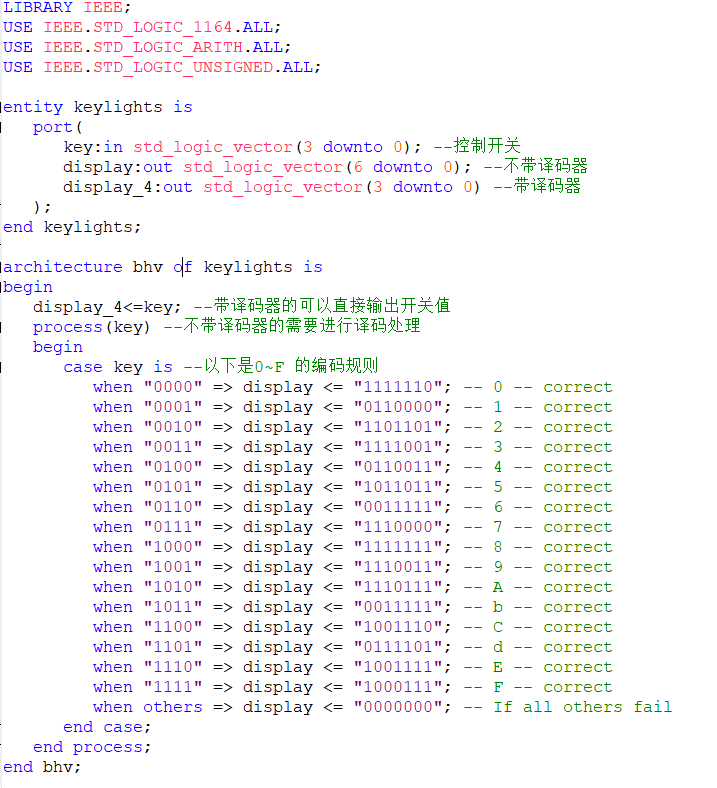 LIBRARY IEEE;
USE IEEE.STD_LOGIC_1164.ALL;
USE IEEE.STD_LOGIC_ARITH.ALL;
USE IEEE.STD_LOGIC_UNSIGNED.ALL;
entity keylights is
port(
key:in std_logic_vector(3 downto 0); --控制开关
display:out std_logic_vector(6 downto 0); --不带译码器
display_4:out std_logic_vector(3 downto 0) --带译码器
);
end keylights;
architecture bhv of keylights is
begin
display_4<=key; --带译码器的可以直接输出开关值
process(key) --不带译码器的需要进行译码处理
begin
case key is --以下是0~F 的编码规则
when "0000" => display <= "1111110"; -- 0 -- correct
when "0001" => display <= "0110000"; -- 1 -- correct
when "0010" => display <= "1101101"; -- 2 -- correct
when "0011" => display <= "1111001"; -- 3 -- correct
when "0100" => display <= "0110011"; -- 4 -- correct
when "0101" => display <= "1011011"; -- 5 -- correct
when "0110" => display <= "0011111"; -- 6 -- correct
when "0111" => display <= "1110000"; -- 7 -- correct
when "1000" => display <= "1111111"; -- 8 -- correct
when "1001" => display <= "1110011"; -- 9 -- correct
when "1010" => display <= "1110111"; -- A -- correct
when "1011" => display <= "0011111"; -- b -- correct
when "1100" => display <= "1001110"; -- C -- correct
when "1101" => display <= "0111101"; -- d -- correct
when "1110" => display <= "1001111"; -- E -- correct
when "1111" => display <= "1000111"; -- F -- correct
when others => display <= "0000000"; -- If all others fail
end case;
end process;
end bhv;